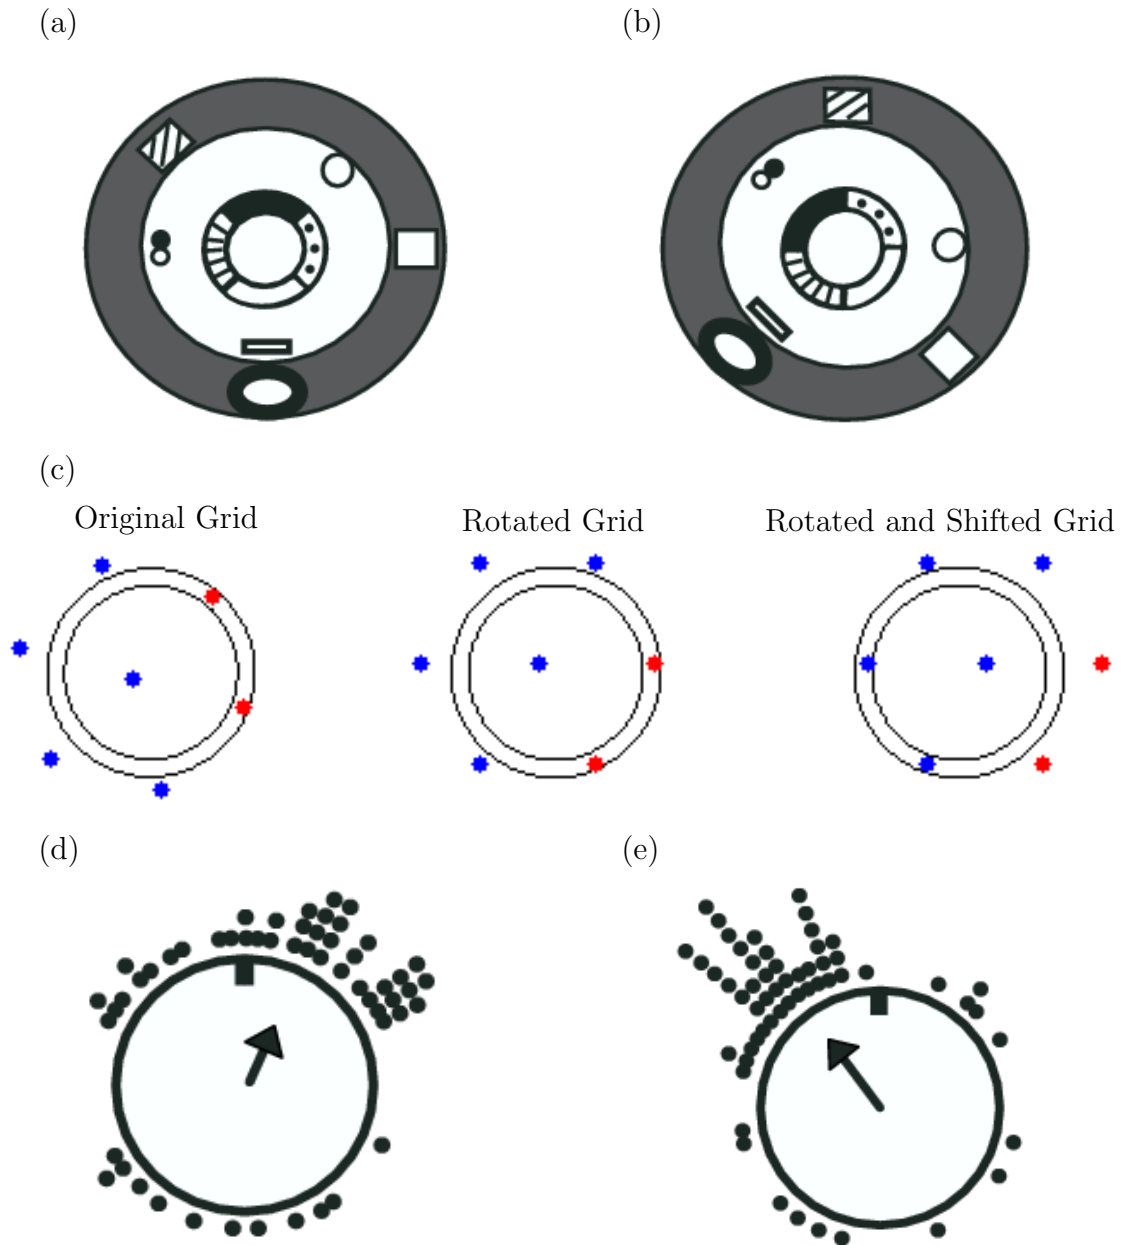 (a)
(b)
(c)
Original Grid
Rotated Grid
Rotated and Shifted Grid
(d)
(e)